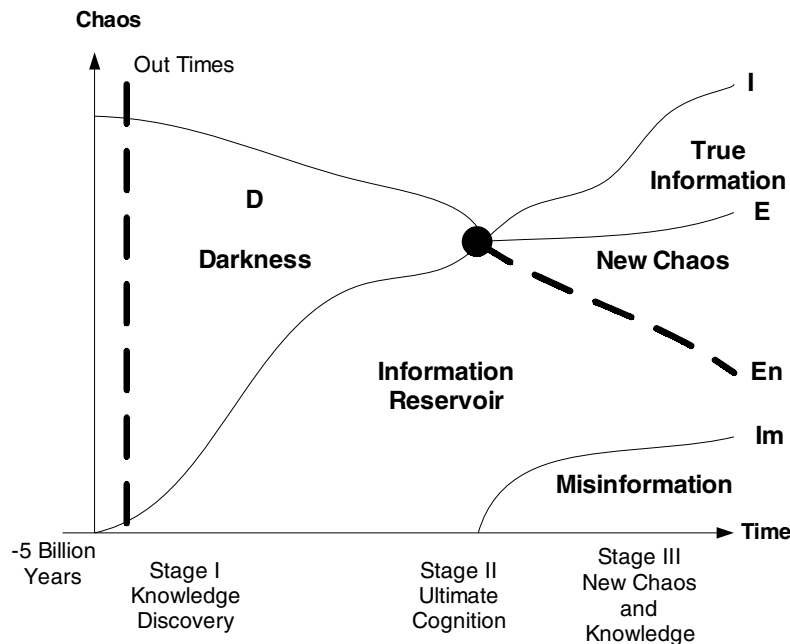 Chaos
Out Times
I
True
Information
D
E
Darkness
New Chaos
Information
Reservoir
En
Im
Misinformation
Time
-5 Billion
Years
Stage I
Knowledge
Discovery
Stage II
Ultimate
Cognition
Stage III
New Chaos
and
Knowledge